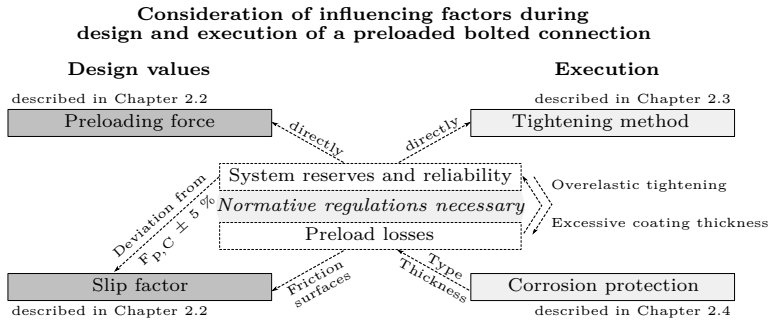 Consideration of influencing factors during
design and execution of a preloaded bolted connection
Design values
Execution
described in Chapter 2.2
described in Chapter 2.3
Preloading force
directly
directly
Tightening method
System reserves and reliability
Deviation from
F p, C ± 5 %
Normative regulations necessary
Overelastic tightening
Excessive coating thickness
Preload losses
Slip factor
Friction
surfaces
Type
Thickness
Corrosion protection
described in Chapter 2.2
described in Chapter 2.4